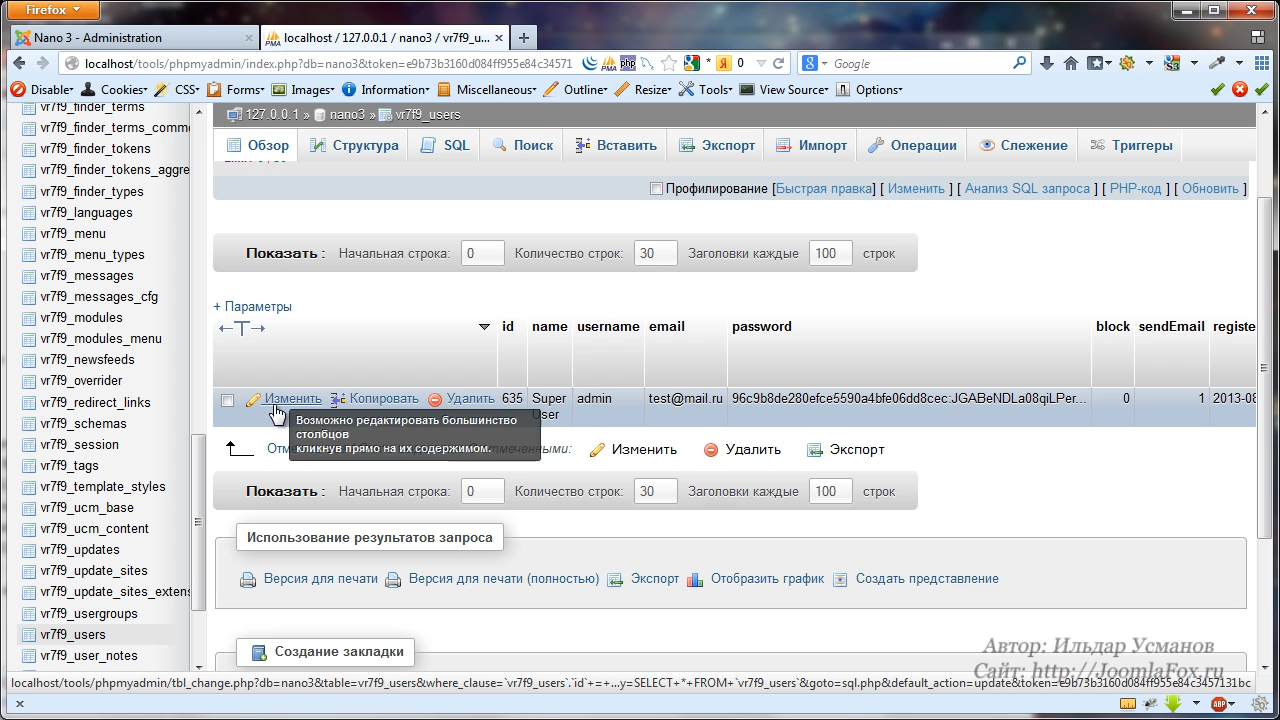 Firefox
Nano 3 - Administration
localhost / 127.0.0.1 / nano3 / vr7f9_u...
localhost/tools/phpmyadmin/index.php?db=nano3&token=e9b73b3160d084ff955e84c34571
Google
Disable
Cookies
CSS
Forms
Images
Information
Miscellaneous
Outline
Resize
Tools
View Source
Options
vr7f9_finder_terms
vr7f9_finder_terms_comm
vr7f9_finder_tokens
vr7f9_finder_tokens_aggre
vr7f9_finder_types
vr7f9_languages
vr7f9_menu
vr7f9_menu_types
vr7f9_messages
vr7f9_messages_cfg
vr7f9_modules
vr7f9_modules_menu
vr7f9_newsfeeds
vr7f9_overrider
vr7f9_redirect_links
vr7f9_schemas
vr7f9_session
vr7f9_tags
vr7f9_template_styles
vr7f9_ucm_base
vr7f9_ucm_content
vr7f9_updates
vr7f9_update_sites
vr7f9_update_sites_exten
vr7f9_usergroups
vr7f9_users
vr7f9_user_notes
127.0.0.1 » nano3 » vr7f9_users
Обзор
Структура
SQL
Поиск
Вставить
Экспорт
Импорт
Операции
Слежение
Триггеры
Профилирование [Быстрая правка] [ Изменить ] [ Анализ SQL запроса ] [ PHP-код ] [ Обновить ]
Показать : Начальная строка: 0 Количество строк: 30 Заголовки каждые 100 строк
+ Параметры
←T→ id name username email password block sendEmail registe
Изменить Копировать Удалить 635 Super User admin test@mail.ru 96c9b8de280efce5590a4bfe06dd8cec:JGABeNDLa08qiLPer... 0 1 2013-08
Возможно редактировать большинство
столбцов
кликнув прямо на их содержимом.
Изменить Удалить Экспорт
Показать : Начальная строка: 0 Количество строк: 30 Заголовки каждые 100 строк
Использование результатов запроса
Версия для печати Версия для печати (полностью) Экспорт Отобразить график Создать представление
Создание закладки
Автор: Ильдар Усманов
Сайт: http://JoomlaFox.ru
localhost/tools/phpmyadmin/tbl_change.php?db=nano3&table=vr7f9_users&where_clause=`vr7f9_users`.`id`+=+...y=SELECT+*+FROM+`vr7f9_users`&goto=sql.php&default_action=update&token=e9b73b3160d084ff955e84c3457131bc